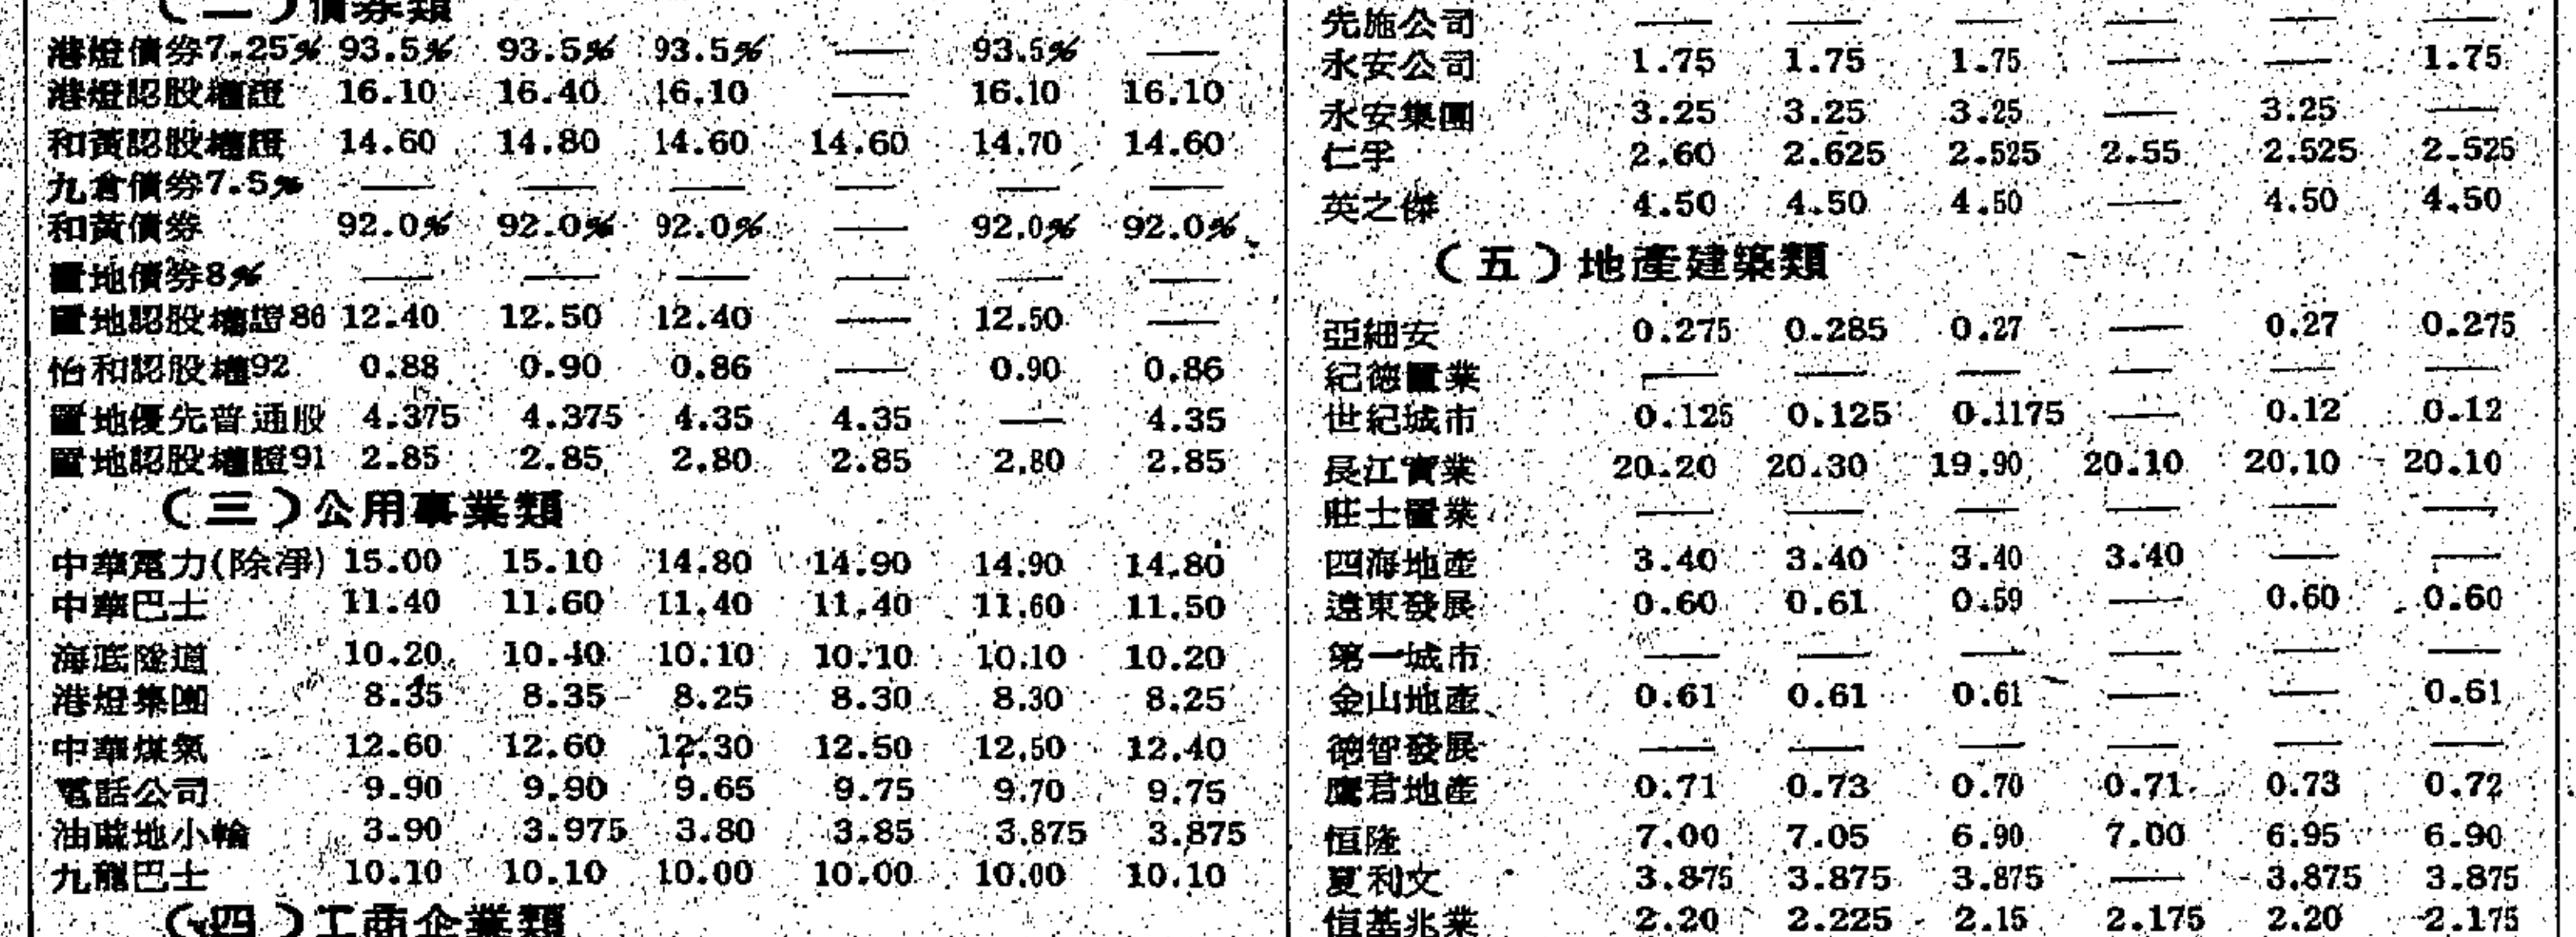 （二）債券類
港燈債券7.25% 93.5% 93.5% 93.5% — 93.5% —
港燈認股權證 16.10 16.40 16.10 — 16.10 16.10
和黃認股權證 14.60 14.80 14.60 14.60 14.70 14.60
九倉債券7.5% — — — — — —
和黃債券 92.0% 92.0% 92.0% — 92.0% 92.0%
置地債券8% — — — — — —
置地認股權證86 12.40 12.50 12.40 — 12.50 —
怡和認股權92 0.88 0.90 0.86 — 0.90 0.86
置地優先普通股 4.375 4.375 4.35 4.35 — 4.35
置地認股權證91 2.85 2.85 2.80 2.85 2.80 2.85
（三）公用事業類
中華電力(除淨) 15.00 15.10 14.80 14.90 14.90 14.80
中華巴士 11.40 11.60 11.40 11.40 11.60 11.50
海底隧道 10.20 10.40 10.10 10.10 10.10 10.20
港燈集團 8.35 8.35 8.25 8.30 8.30 8.25
中華煤氣 12.60 12.60 12.30 12.50 12.50 12.40
電話公司 9.90 9.90 9.65 9.75 9.70 9.75
油蔴地小輪 3.90 3.975 3.80 3.85 3.875 3.875
九龍巴士 10.10 10.10 10.00 10.00 10.00 10.10
（四）工商企業類
先施公司 — — — — — —
永安公司 1.75 1.75 1.75 — — 1.75
永安集團 3.25 3.25 3.25 — 3.25 —
仁孚 2.60 2.625 2.525 2.55 2.525 2.525
英之傑 4.50 4.50 4.50 — 4.50 4.50
（五）地產建築類
亞細安 0.275 0.285 0.27 — 0.27 0.275
紀德置業 — — — — — —
世紀城市 0.125 0.125 0.1175 — 0.12 0.12
長江實業 20.20 20.30 19.90 20.10 20.10 20.10
莊士置業 — — — — — —
四海地產 3.40 3.40 3.40 3.40 — —
遠東發展 0.60 0.61 0.59 — 0.60 0.60
第一城市 — — — — — —
金山地產 0.61 0.61 0.61 — — 0.61
德智發展 — — — — — —
鷹君地產 0.71 0.73 0.70 0.71 0.73 0.72
恒隆 7.00 7.05 6.90 7.00 6.95 6.90
夏利文 3.875 3.875 3.875 — 3.875 3.875
恒基兆業 2.20 2.225 2.15 2.175 2.20 2.175